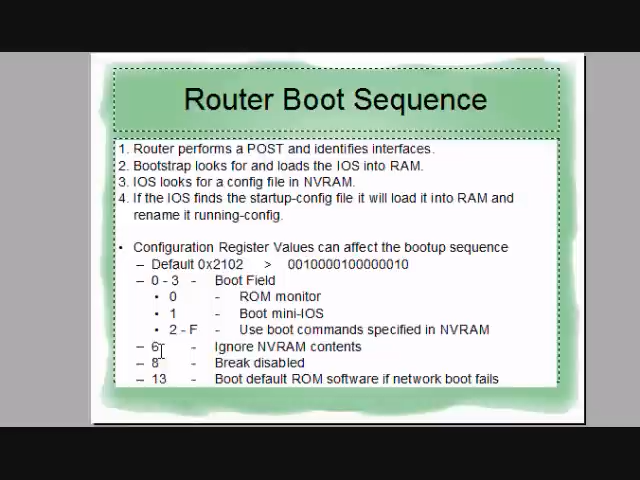 Router Boot Sequence
1. Router performs a POST and identifies interfaces.
2. Bootstrap looks for and loads the IOS into RAM.
3. IOS looks for a config file in NVRAM.
4. If the IOS finds the startup-config file it will load it into RAM and
rename it running-config.
• Configuration Register Values can affect the bootup sequence
– Default 0x2102 > 0010000100000010
– 0 - 3 - Boot Field
• 0 - ROM monitor
• 1 - Boot mini-IOS
• 2 - F - Use boot commands specified in NVRAM
– 6 - Ignore NVRAM contents
– 8 - Break disabled
– 13 - Boot default ROM software if network boot fails